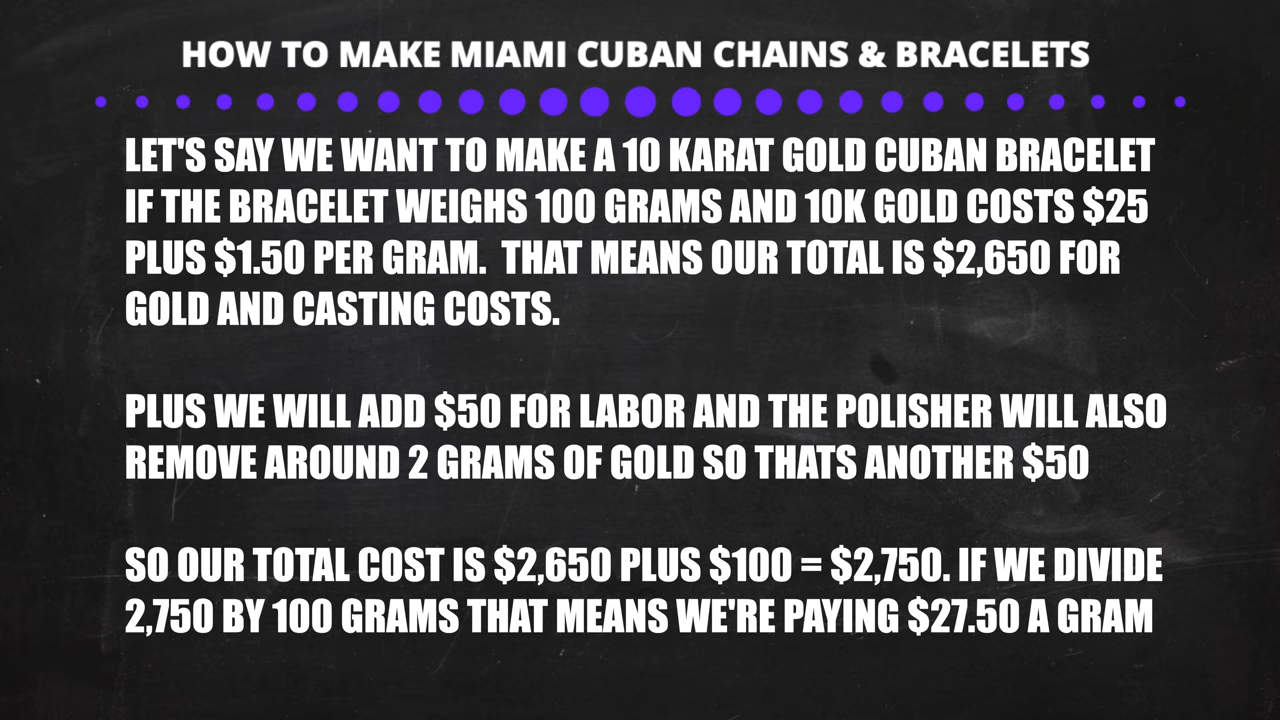 HOW TO MAKE MIAMI CUBAN CHAINS & BRACELETS
LET'S SAY WE WANT TO MAKE A 10 KARAT GOLD CUBAN BRACELET
IF THE BRACELET WEIGHS 100 GRAMS AND 10K GOLD COSTS $25
PLUS $1.50 PER GRAM.  THAT MEANS OUR TOTAL IS $2,650 FOR
GOLD AND CASTING COSTS.
PLUS WE WILL ADD $50 FOR LABOR AND THE POLISHER WILL ALSO
REMOVE AROUND 2 GRAMS OF GOLD SO THATS ANOTHER $50
SO OUR TOTAL COST IS $2,650 PLUS $100 = $2,750. IF WE DIVIDE
2,750 BY 100 GRAMS THAT MEANS WE'RE PAYING $27.50 A GRAM